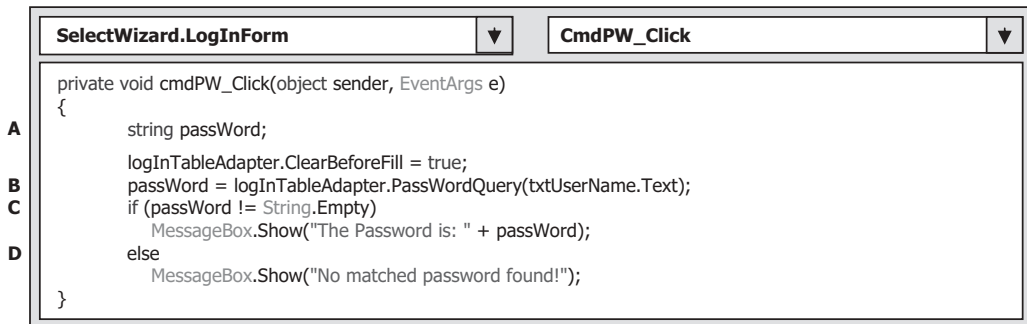 SelectWizard.LogInForm CmdPW_Click
private void cmdPW_Click(object sender, EventArgs e)
{
A string passWord;
logInTableAdapter.ClearBeforeFill = true;
B passWord = logInTableAdapter.PassWordQuery(txtUserName.Text);
C if (passWord != String.Empty)
MessageBox.Show("The Password is: " + passWord);
D else
MessageBox.Show("No matched password found!");
}